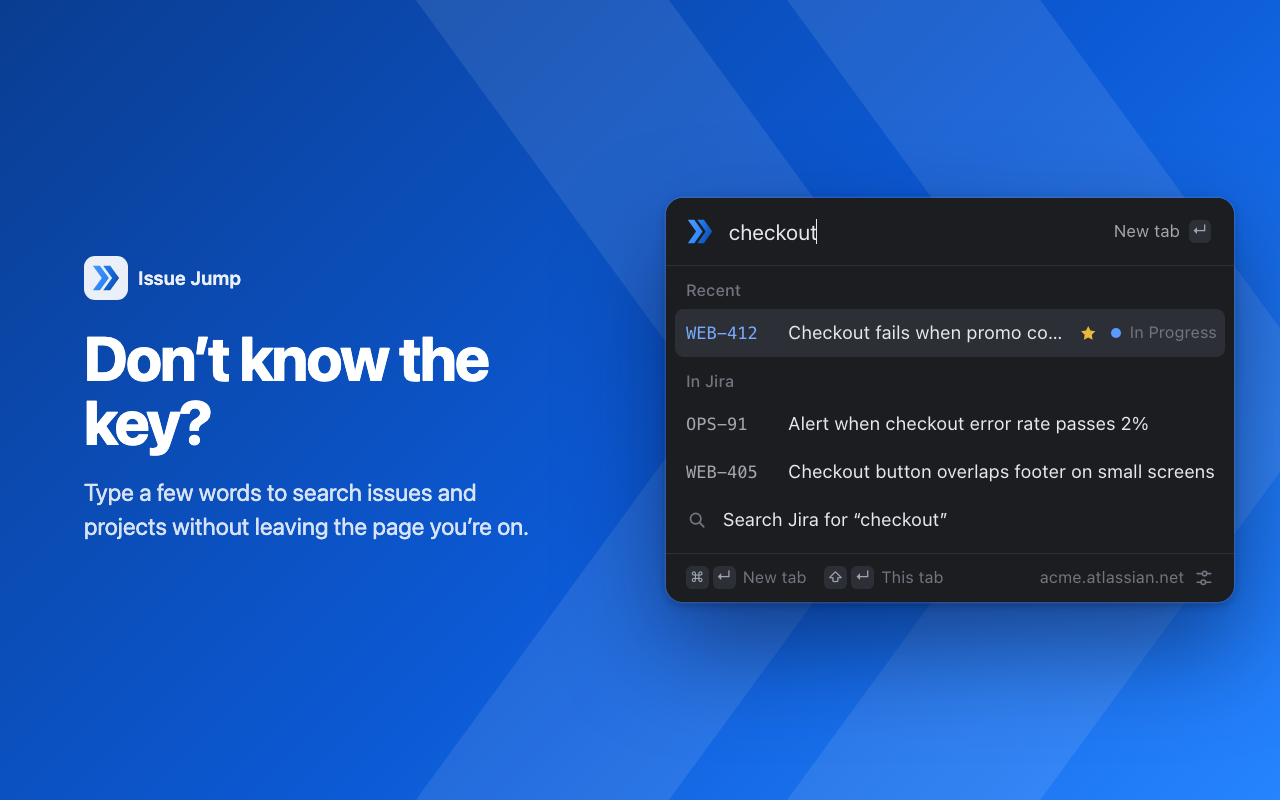 Issue Jump
Don’t know the
key?
Type a few words to search issues and
projects without leaving the page you’re on.
checkout
New tab ↵
Recent
WEB-412 Checkout fails when promo co... In Progress
In Jira
OPS-91 Alert when checkout error rate passes 2%
WEB-405 Checkout button overlaps footer on small screens
Search Jira for “checkout”
⌘ ↵ New tab ⇧ ↵ This tab acme.atlassian.net